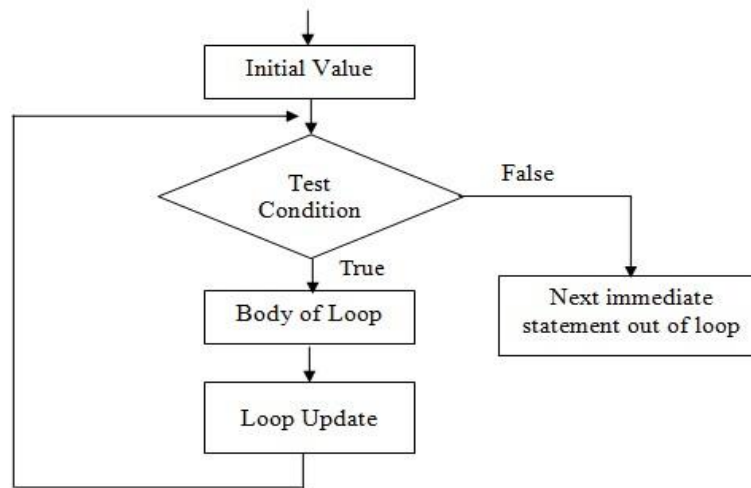 Initial Value
Test
Condition
False
True
Body of Loop
Next immediate
statement out of loop
Loop Update